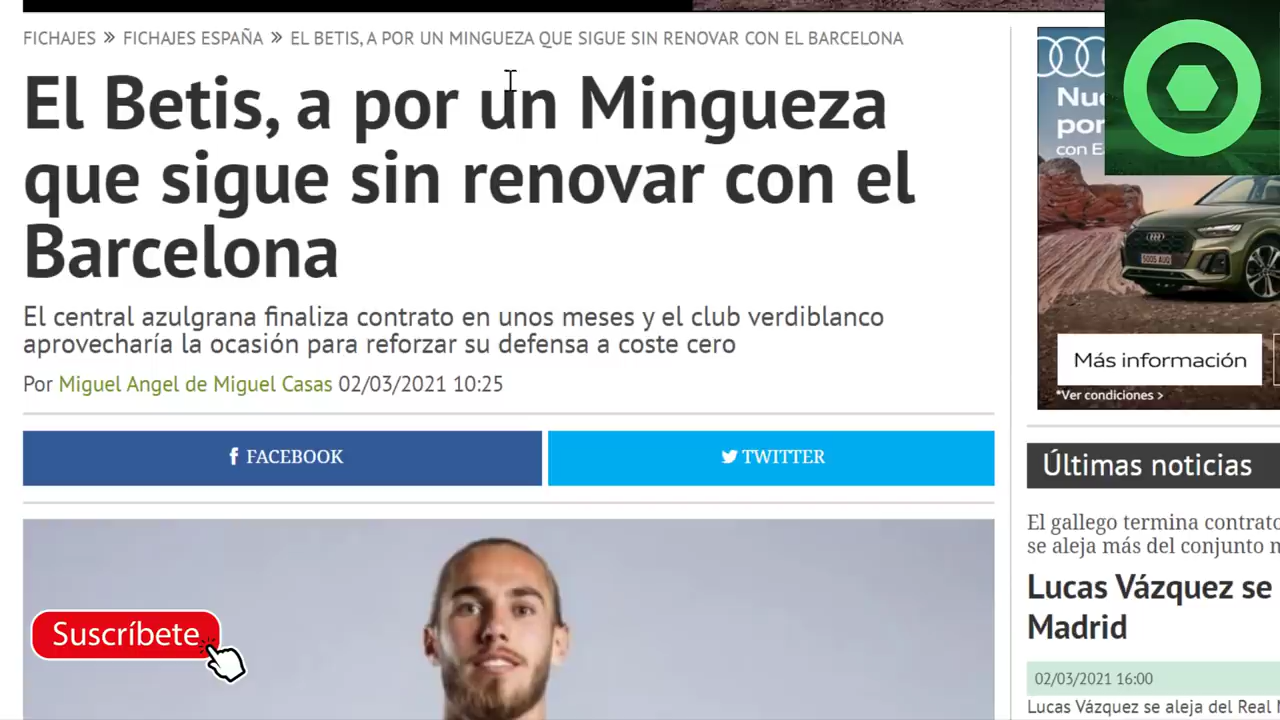 FICHAJES » FICHAJES ESPAÑA » EL BETIS, A POR UN MINGUEZA QUE SIGUE SIN RENOVAR CON EL BARCELONA
El Betis, a por un Mingueza
que sigue sin renovar con el
Barcelona
El central azulgrana finaliza contrato en unos meses y el club verdiblanco
aprovecharía la ocasión para reforzar su defensa a coste cero
Por Miguel Angel de Miguel Casas 02/03/2021 10:25
FACEBOOK
TWITTER
Suscríbete
por
con
5005 AUG
Más información
*Ver condiciones >
Últimas noticias
El gallego termina
se aleja más del conjunto
Lucas Vázquez se
Madrid
02/03/2021 16:00
Lucas Vázquez se aleja del Real